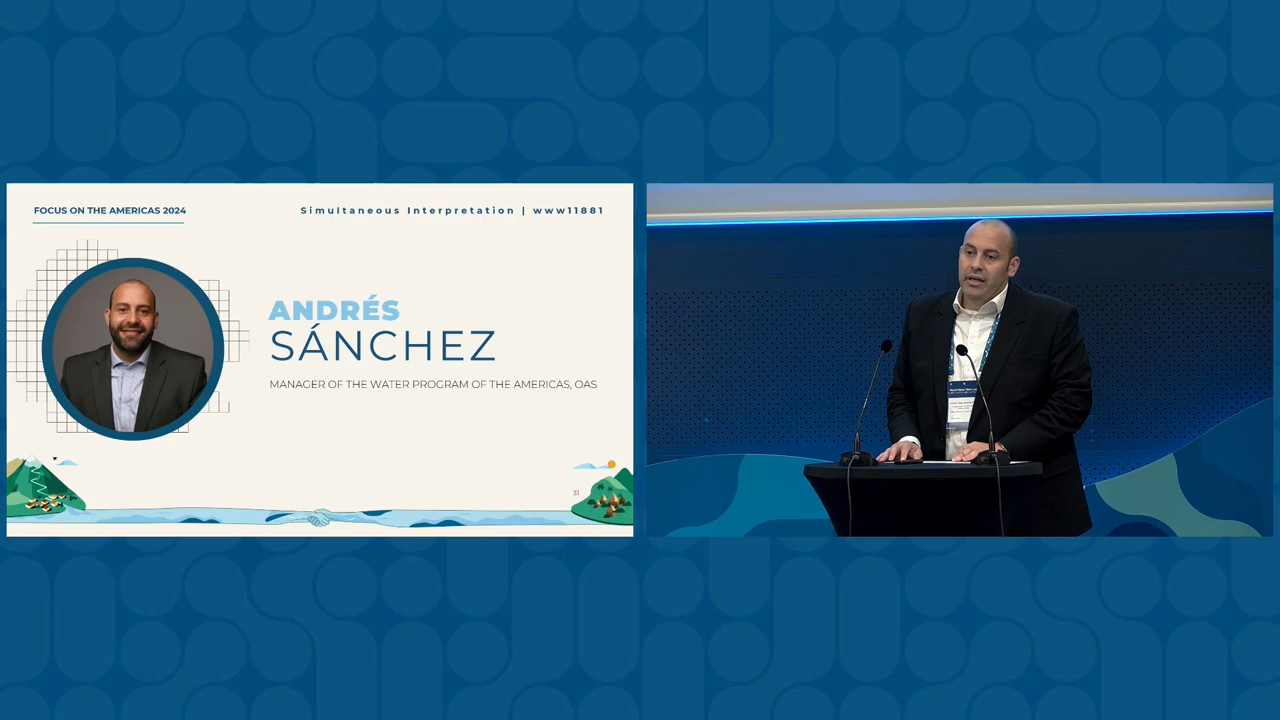 FOCUS ON THE AMERICAS 2024
Simultaneous Interpretation | www11881
ANDRÉS
SÁNCHEZ
MANAGER OF THE WATER PROGRAM OF THE AMERICAS, OAS
31